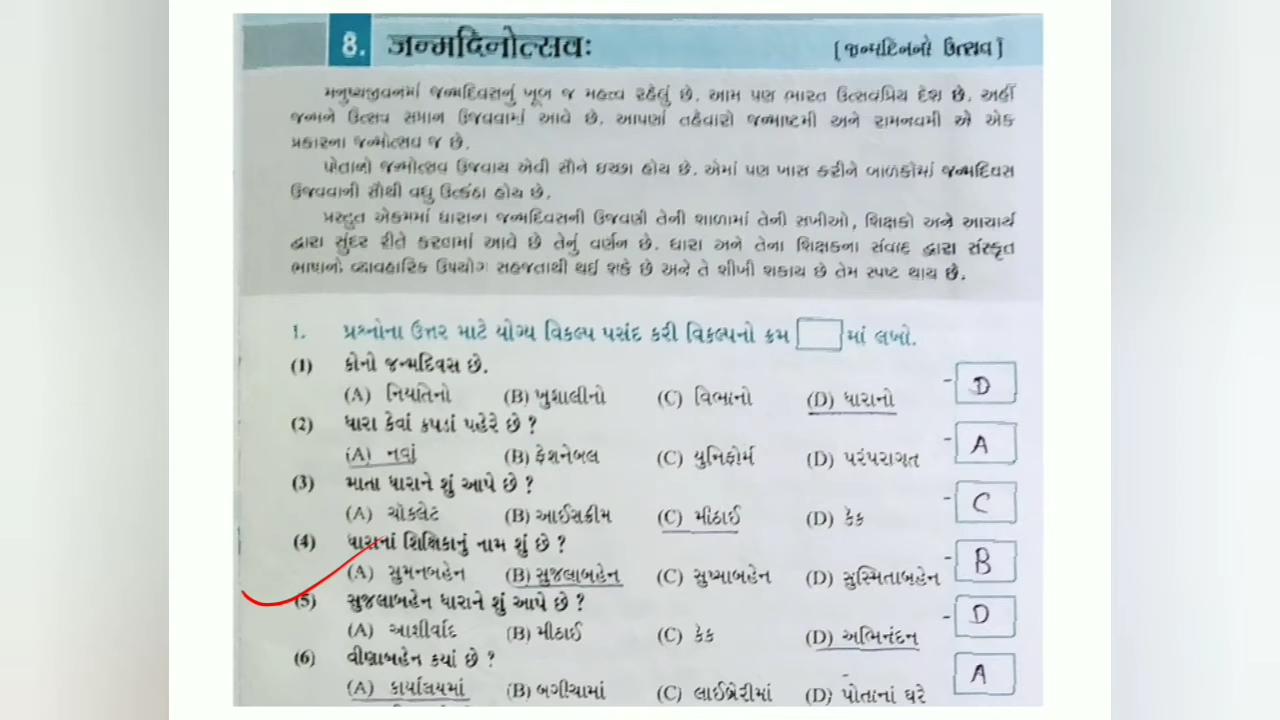 8. जन्मदिनोत्सवः [જન્મદિનનો ઉત્સવ]
મનુષ્યજીવનમાં જન્મદિવસનું ખૂબ જ મહત્ત્વ રહેલું છે. આમ પણ ભારત ઉત્સવપ્રિય દેશ છે. અહીં
જન્મને ઉત્સવ સમાન ઉજવવામાં આવે છે. આપણાં તહેવારો જન્માષ્ટમી અને રામનવમી એ એક
પ્રકારના જન્મોત્સવ જ છે.
પોતાનો જન્મોત્સવ ઉજવાય એવી સૌને ઇચ્છા હોય છે. એમાં પણ ખાસ કરીને બાળકોમાં જન્મદિવસ
ઉજવવાની સૌથી વધુ ઉત્કંઠા હોય છે.
પ્રસ્તુત એકમમાં ધારાના જન્મદિવસની ઉજવણી તેની શાળામાં તેની સખીઓ, શિક્ષકો અને આચાર્ય
દ્વારા સુંદર રીતે કરવામાં આવે છે તેનું વર્ણન છે. ધારા અને તેના શિક્ષકના સંવાદ દ્વારા સંસ્કૃત
ભાષાનો વ્યાવહારિક ઉપયોગ સહજતાથી થઈ શકે છે અને તે શીખી શકાય છે તેમ સ્પષ્ટ થાય છે.
1. પ્રશ્નોના ઉત્તર માટે યોગ્ય વિકલ્પ પસંદ કરી વિકલ્પનો ક્રમ માં લખો.
(1) કોનો જન્મદિવસ છે.
(A) નિયતિનો (B) ખુશાલીનો (C) વિભાનો (D) ધારાનો - D
(2) ધારા કેવાં કપડાં પહેરે છે ?
(A) નવાં (B) ફેશનેબલ (C) યુનિફોર્મ (D) પરંપરાગત - A
(3) માતા ધારાને શું આપે છે ?
(A) ચૉકલેટ (B) આઈસક્રીમ (C) મીઠાઈ (D) કેક - C
(4) ધારાનાં શિક્ષિકાનું નામ શું છે ?
(A) સુમનબહેન (B) સુજલાબહેન (C) સુષ્માબહેન (D) સુસ્મિતાબહેન - B
(5) સુજલાબહેન ધારાને શું આપે છે ?
(A) આશીર્વાદ (B) મીઠાઈ (C) કેક (D) અભિનંદન - D
(6) વીણાબહેન કયાં છે ?
(A) કાર્યાલયમાં (B) બગીચામાં (C) લાઈબ્રેરીમાં (D) પોતાનાં ઘરે A